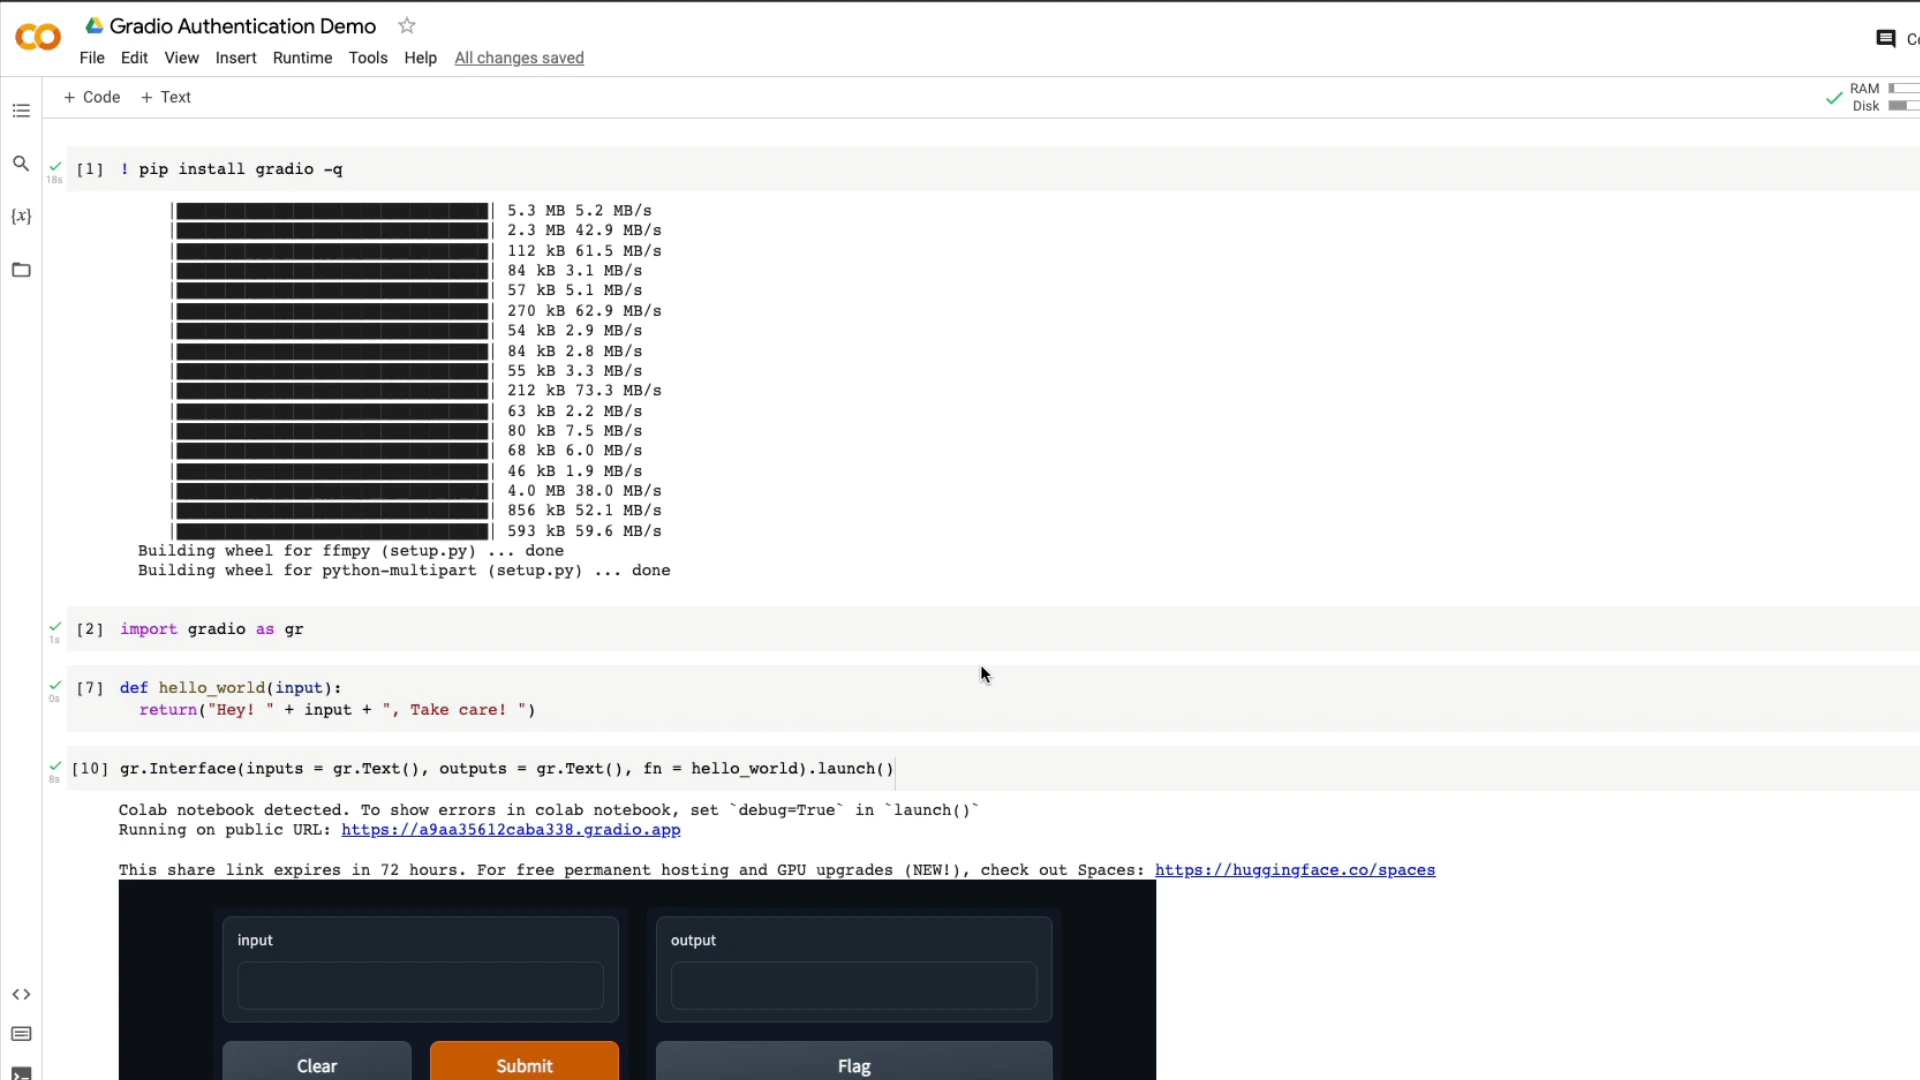 Gradio Authentication Demo
File Edit View Insert Runtime Tools Help All changes saved
+ Code + Text
RAM
Disk
[1] ! pip install gradio -q
18s
5.3 MB 5.2 MB/s
2.3 MB 42.9 MB/s
112 kB 61.5 MB/s
84 kB 3.1 MB/s
57 kB 5.1 MB/s
270 kB 62.9 MB/s
54 kB 2.9 MB/s
84 kB 2.8 MB/s
55 kB 3.3 MB/s
212 kB 73.3 MB/s
63 kB 2.2 MB/s
80 kB 7.5 MB/s
68 kB 6.0 MB/s
46 kB 1.9 MB/s
4.0 MB 38.0 MB/s
856 kB 52.1 MB/s
593 kB 59.6 MB/s
Building wheel for ffmpy (setup.py) ... done
Building wheel for python-multipart (setup.py) ... done
[2] import gradio as gr
1s
[7] def hello_world(input):
0s
return("Hey! " + input + ", Take care! ")
[10] gr.Interface(inputs = gr.Text(), outputs = gr.Text(), fn = hello_world).launch()
8s
Colab notebook detected. To show errors in colab notebook, set `debug=True` in `launch()`
Running on public URL: https://a9aa35612caba338.gradio.app
This share link expires in 72 hours. For free permanent hosting and GPU upgrades (NEW!), check out Spaces: https://huggingface.co/spaces
input output
Clear Submit Flag